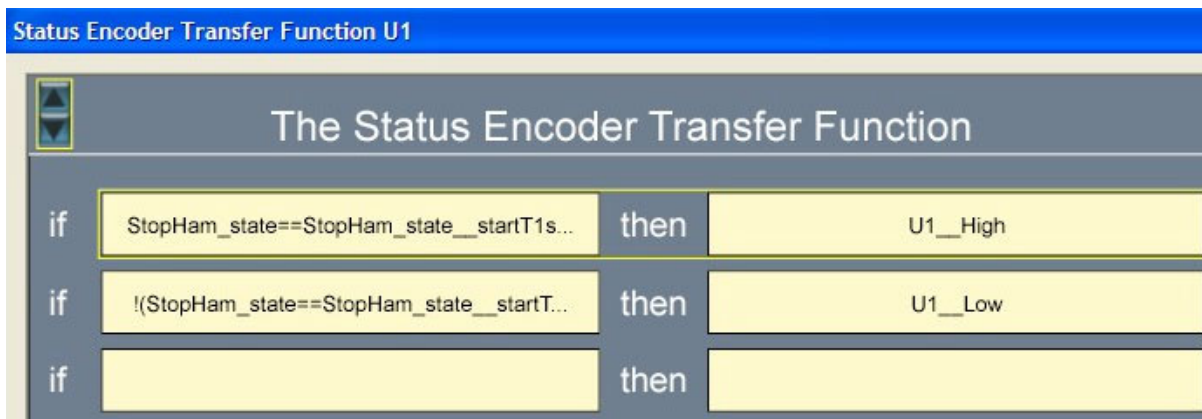 Status Encoder Transfer Function U1
The Status Encoder Transfer Function
if StopHam_state==StopHam_state__startT1s... then U1__High
if !(StopHam_state==StopHam_state__startT... then U1__Low
if then